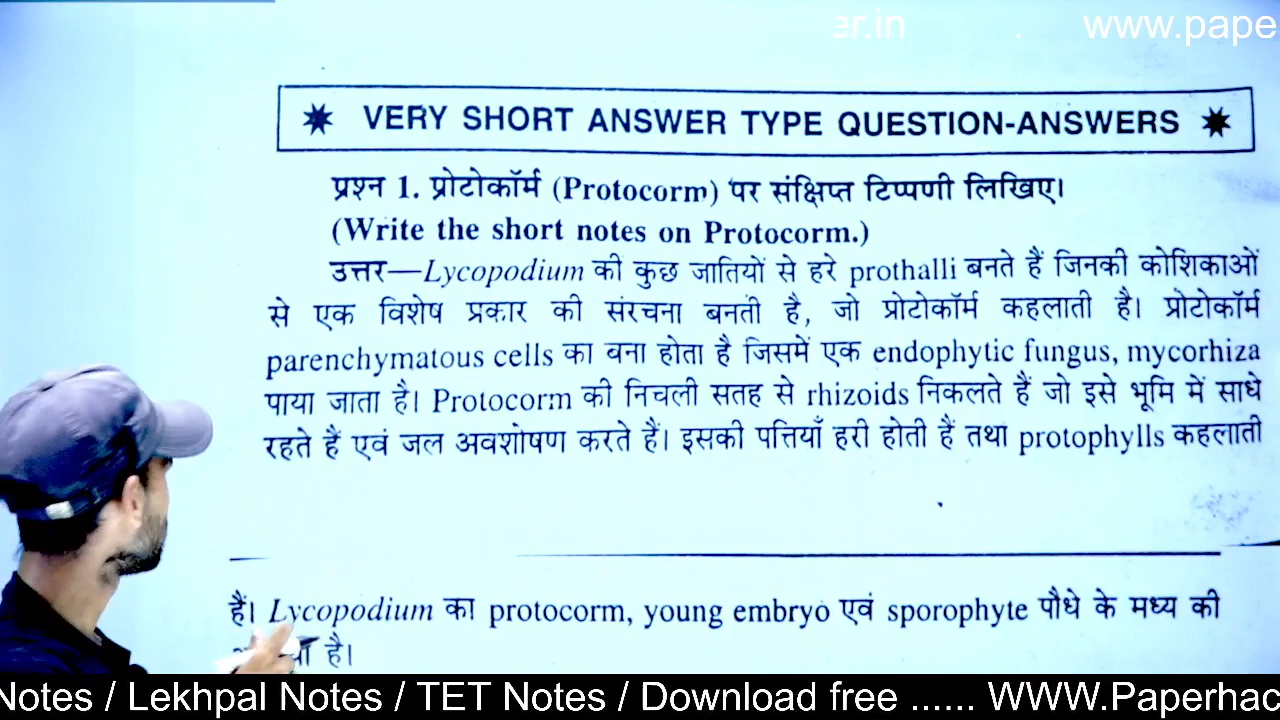 er.in . www.pape
VERY SHORT ANSWER TYPE QUESTION-ANSWERS
प्रश्न 1. प्रोटोकॉर्म (Protocorm) पर संक्षिप्त टिप्पणी लिखिए।
(Write the short notes on Protocorm.)
उत्तर—Lycopodium की कुछ जातियों से हरे prothalli बनते हैं जिनकी कोशिकाओं
से एक विशेष प्रकार की संरचना बनती है, जो प्रोटोकॉर्म कहलाती है। प्रोटोकॉर्म
parenchymatous cells का बना होता है जिसमें एक endophytic fungus, mycorhiza
पाया जाता है। Protocorm की निचली सतह से rhizoids निकलते हैं जो इसे भूमि में साधे
रहते हैं एवं जल अवशोषण करते हैं। इसकी पत्तियाँ हरी होती हैं तथा protophylls कहलाती
हैं। Lycopodium का protocorm, young embryo एवं sporophyte पौधे के मध्य की
है।
Notes / Lekhpal Notes / TET Notes / Download free ...... WWW.Paperhac